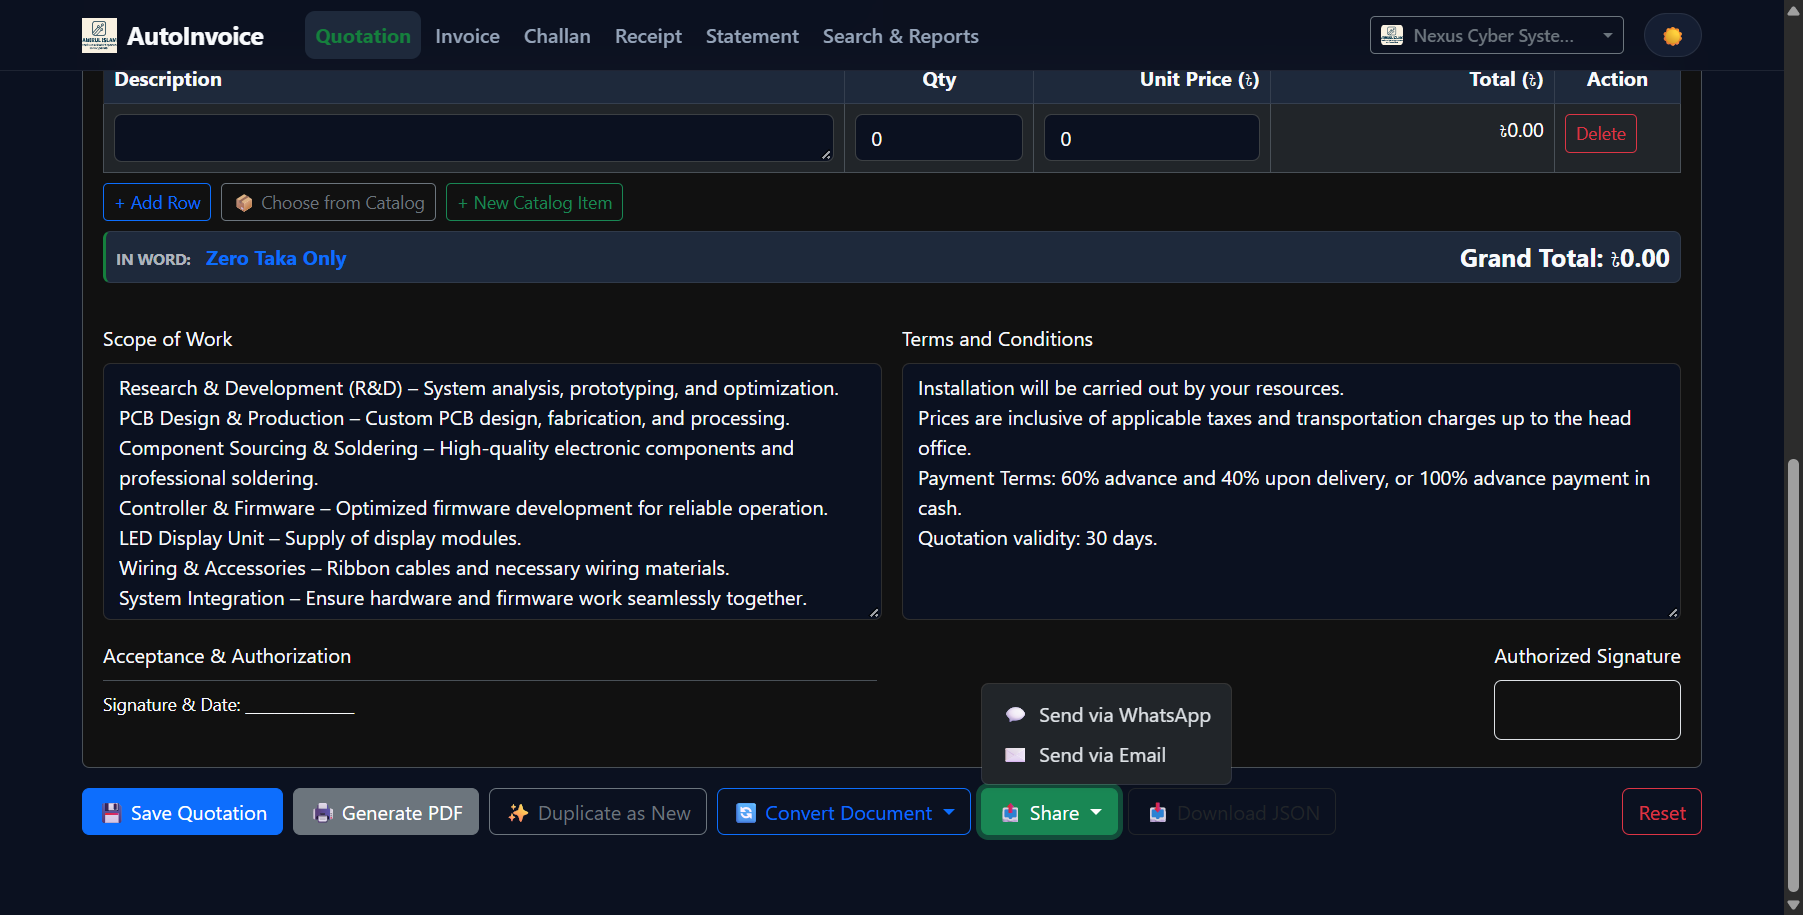 AutoInvoice
Quotation
Invoice
Challan
Receipt
Statement
Search & Reports
Nexus Cyber Syste...
Description
Qty
Unit Price (৳)
Total (৳)
Action
0
0
৳0.00
Delete
+ Add Row
Choose from Catalog
+ New Catalog Item
IN WORD: Zero Taka Only
Grand Total: ৳0.00
Scope of Work
Research & Development (R&D) – System analysis, prototyping, and optimization.
PCB Design & Production – Custom PCB design, fabrication, and processing.
Component Sourcing & Soldering – High-quality electronic components and
professional soldering.
Controller & Firmware – Optimized firmware development for reliable operation.
LED Display Unit – Supply of display modules.
Wiring & Accessories – Ribbon cables and necessary wiring materials.
System Integration – Ensure hardware and firmware work seamlessly together.
Terms and Conditions
Installation will be carried out by your resources.
Prices are inclusive of applicable taxes and transportation charges up to the head
office.
Payment Terms: 60% advance and 40% upon delivery, or 100% advance payment in
cash.
Quotation validity: 30 days.
Acceptance & Authorization
Signature & Date: ____________
Authorized Signature
Send via WhatsApp
Send via Email
Save Quotation
Generate PDF
Duplicate as New
Convert Document
Share
Download JSON
Reset